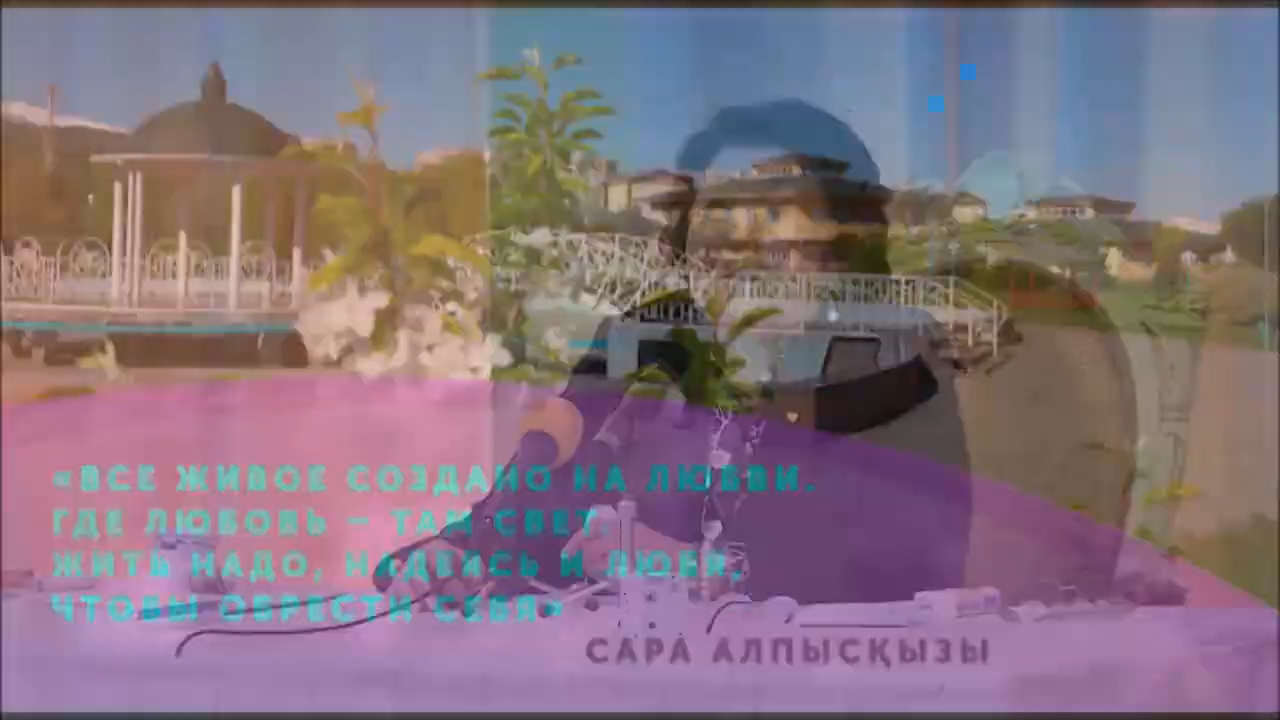 «ВСЕ ЖИВОЕ СОЗДАНО НА ЛЮБВИ.
ГДЕ ЛЮБОВЬ – ТАМ СВЕТ.
ЖИТЬ НАДО, НАДЕЯСЬ И ЛЮБЯ,
ЧТОБЫ ОБРЕСТИ СЕБЯ»
САРА АЛПЫСҚЫЗЫ